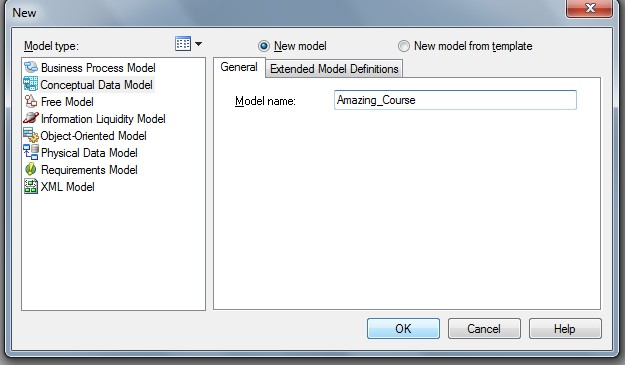 New
Model type:
New model
New model from template
Business Process Model
Conceptual Data Model
Free Model
Information Liquidity Model
Object-Oriented Model
Physical Data Model
Requirements Model
XML Model
General
Extended Model Definitions
Model name:
Amazing_Course
OK
Cancel
Help